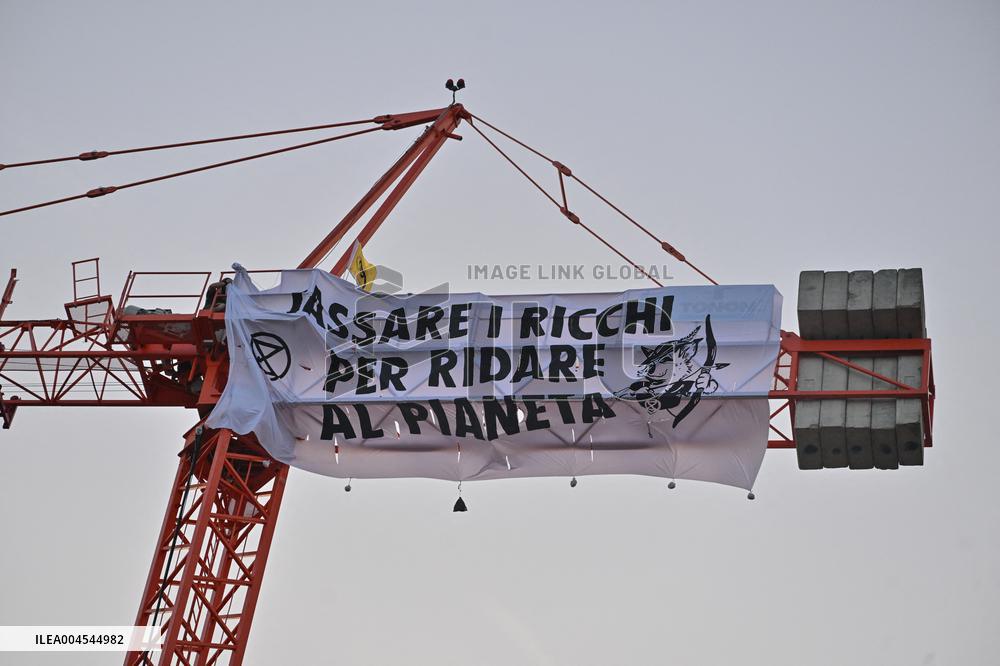 IMAGE LINK GLOBAL
TASSARE I RICCHI
PER RIDARE
AL PIANETA
ILEA004544982